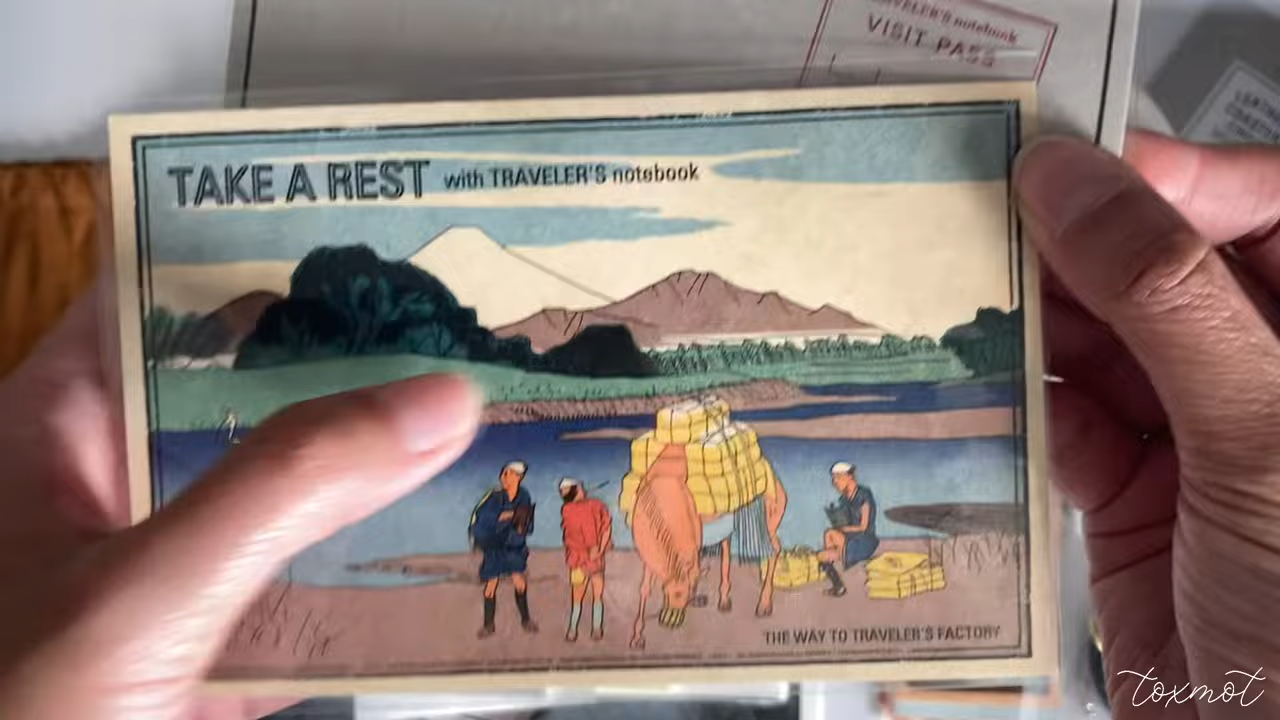 TRAVELER'S notebook
VISIT PASS
TAKE A REST with TRAVELER'S notebook
THE WAY TO TRAVELER'S FACTORY
toxmot